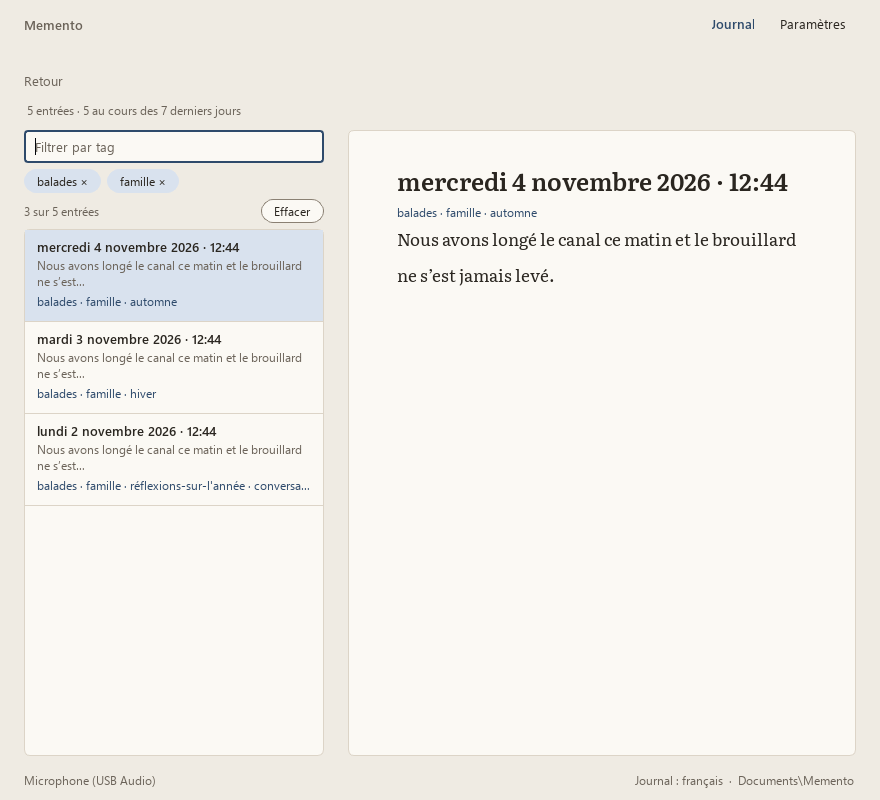 Memento
Journal
Paramètres
Retour
5 entrées · 5 au cours des 7 derniers jours
Filtrer par tag
balades ×
famille ×
3 sur 5 entrées
Effacer
mercredi 4 novembre 2026 · 12:44
Nous avons longé le canal ce matin et le brouillard
ne s’est...
balades · famille · automne
mardi 3 novembre 2026 · 12:44
Nous avons longé le canal ce matin et le brouillard
ne s’est...
balades · famille · hiver
lundi 2 novembre 2026 · 12:44
Nous avons longé le canal ce matin et le brouillard
ne s’est...
balades · famille · réflexions-sur-l'année · conversa...
mercredi 4 novembre 2026 · 12:44
balades · famille · automne
Nous avons longé le canal ce matin et le brouillard
ne s’est jamais levé.
Microphone (USB Audio)
Journal : français · Documents\Memento